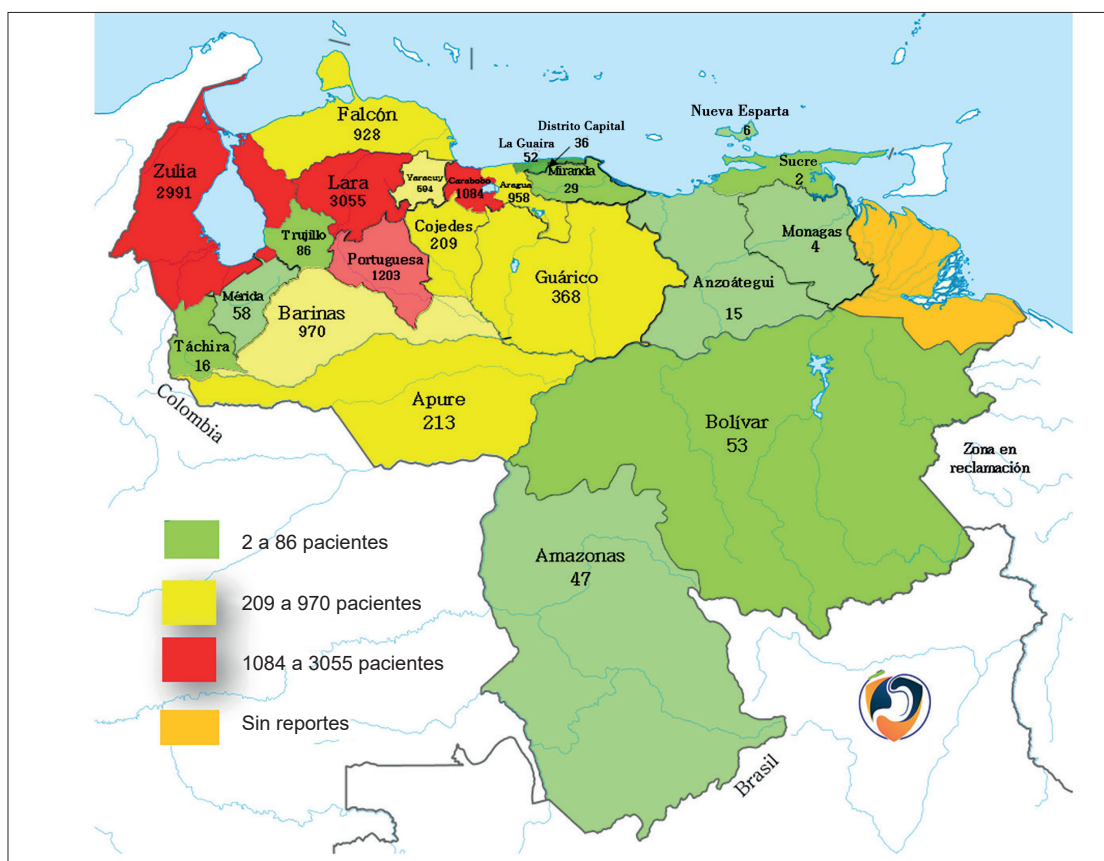 Nueva Esparta
6
Distrito Capital
36
La Guaira
52
Falcón
928
Sucre
2
Miranda
29
Zulia
2991
Lara
3055
Yaracuy
Carabobo
1084
Aragua
958
Cojedes
209
Trujillo
86
Portuguesa
1203
Monagas
4
Guárico
368
Anzoátegui
15
Mérida
58
Barinas
970
Táchira
16
Colombia
Apure
213
Bolívar
53
Zona en
reclamación
Amazonas
47
Brasil
2 a 86 pacientes
209 a 970 pacientes
1084 a 3055 pacientes
Sin reportes